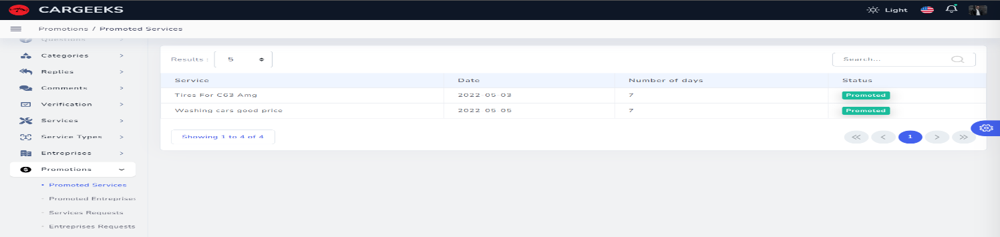 CARGEEKS
Light
Promotions / Promoted Services
Questions >
Categories >
Replies >
Comments >
Verification >
Services >
Service Types >
Entreprises >
Promotions
• Promoted Services
- Promoted Entreprises
- Services Requests
- Entreprises Requests
Results : 5
Search...
Service Date Number of days Status
Tires For C63 Amg 2022-05-03 7 Promoted
Washing cars good price 2022-05-05 7 Promoted
Showing 1 to 4 of 4
<< < 1 > >>